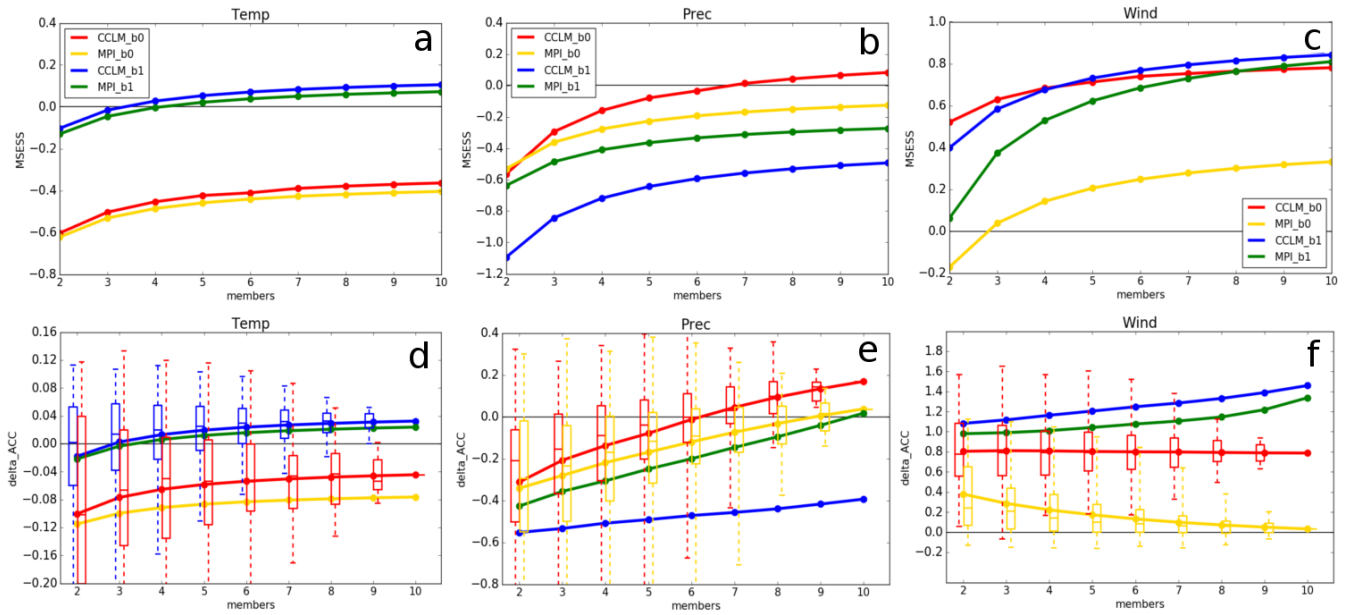 Temp
a
MSESS
0.4
0.2
0.0
−0.2
−0.4
−0.6
−0.8
CCLM_b0
MPI_b0
CCLM_b1
MPI_b1
2 3 4 5 6 7 8 9 10
members
Prec
b
MSESS
0.4
0.2
0.0
−0.2
−0.4
−0.6
−0.8
−1.0
−1.2
CCLM_b0
MPI_b0
CCLM_b1
MPI_b1
2 3 4 5 6 7 8 9 10
members
Wind
c
MSESS
1.0
0.8
0.6
0.4
0.2
0.0
−0.2
CCLM_b0
MPI_b0
CCLM_b1
MPI_b1
2 3 4 5 6 7 8 9 10
members
Temp
d
delta_ACC
0.16
0.12
0.08
0.04
0.00
−0.04
−0.08
−0.12
−0.16
−0.20
2 3 4 5 6 7 8 9 10
members
Prec
e
delta_ACC
0.4
0.2
0.0
−0.2
−0.4
−0.6
−0.8
2 3 4 5 6 7 8 9 10
members
Wind
f
delta_ACC
1.8
1.6
1.4
1.2
1.0
0.8
0.6
0.4
0.2
0.0
−0.2
2 3 4 5 6 7 8 9 10
members